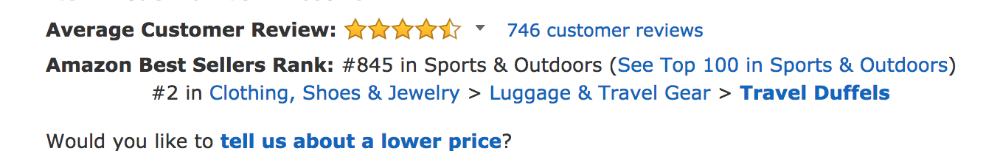 Average Customer Review: 746 customer reviews
Amazon Best Sellers Rank: #845 in Sports & Outdoors (See Top 100 in Sports & Outdoors)
#2 in Clothing, Shoes & Jewelry > Luggage & Travel Gear > Travel Duffels
Would you like to tell us about a lower price?